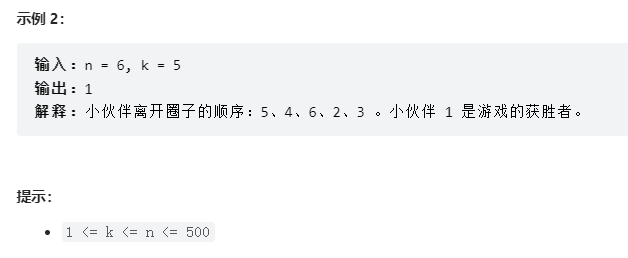 示例 2：
输入：n = 6, k = 5
输出：1
解释：小伙伴离开圈子的顺序：5、4、6、2、3 。小伙伴 1 是游戏的获胜者。
提示：
• 1 <= k <= n <= 500